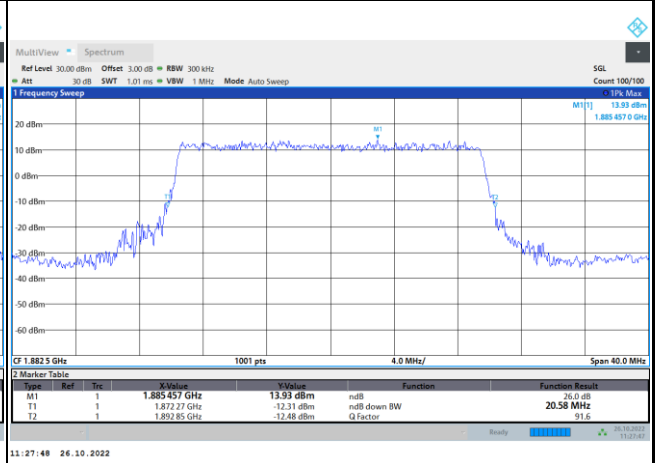 MultiView Spectrum
Ref Level 30.00 dBm Offset 3.00 dB RBW 300 kHz SGL
Att 30 dB SWT 1.01 ms VBW 1 MHz Mode Auto Sweep Count 100/100
1 Frequency Sweep 1Pk Max
M1[1] 13.93 dBm
1.885 457 0 GHz
M1
20 dBm
10 dBm
0 dBm
T1 T2
-10 dBm
-20 dBm
-30 dBm
-40 dBm
-50 dBm
-60 dBm
CF 1.882 5 GHz 1001 pts 4.0 MHz/ Span 40.0 MHz
2 Marker Table
Type Ref Trc X-Value Y-Value Function Function Result
M1 1 1.885 457 GHz 13.93 dBm ndB 26.0 dB
T1 1 1.872 27 GHz -12.31 dBm ndB down BW 20.58 MHz
T2 1 1.892 85 GHz -12.48 dBm Q Factor 91.6
Ready 26.10.2022
11:27:47
11:27:48 26.10.2022